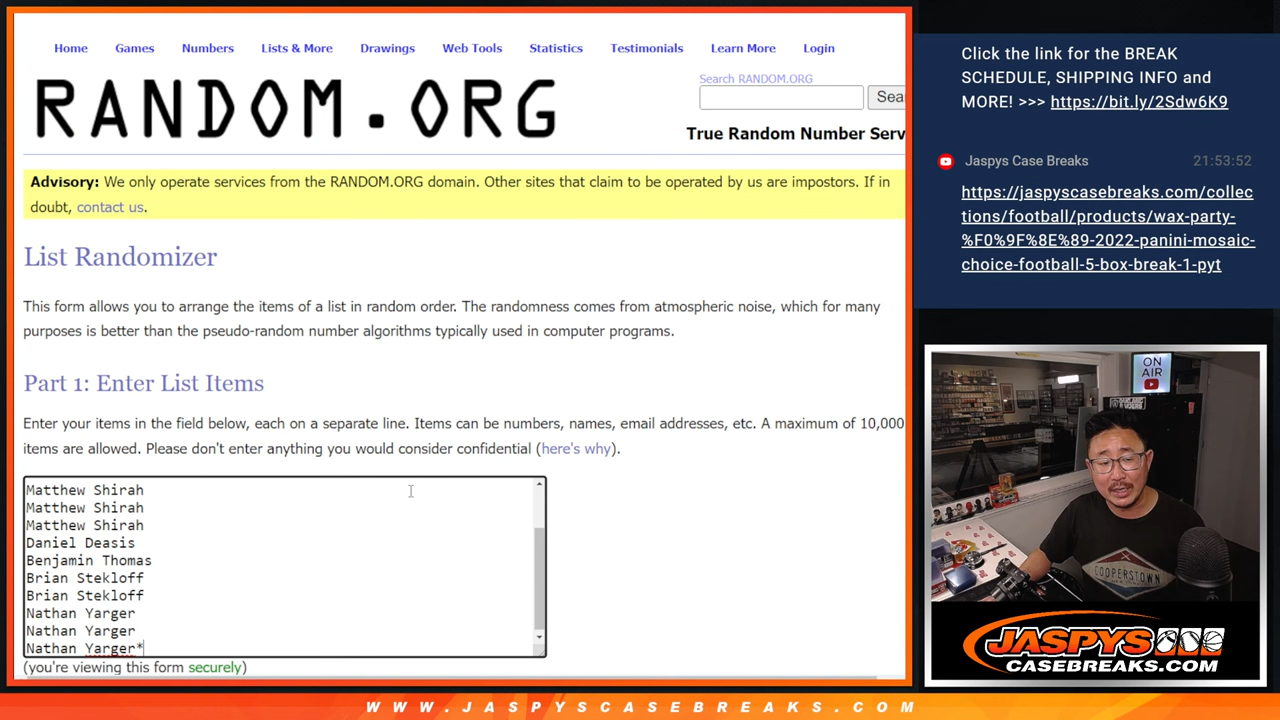 Home Games Numbers Lists & More Drawings Web Tools Statistics Testimonials Learn More Login
RANDOM.ORG
Search RANDOM.ORG
Sea
True Random Number Serv
Advisory: We only operate services from the RANDOM.ORG domain. Other sites that claim to be operated by us are impostors. If in
doubt, contact us.
List Randomizer
This form allows you to arrange the items of a list in random order. The randomness comes from atmospheric noise, which for many
purposes is better than the pseudo-random number algorithms typically used in computer programs.
Part 1: Enter List Items
Enter your items in the field below, each on a separate line. Items can be numbers, names, email addresses, etc. A maximum of 10,000
items are allowed. Please don't enter anything you would consider confidential (here's why).
Matthew Shirah
Matthew Shirah
Matthew Shirah
Daniel Deasis
Benjamin Thomas
Brian Stekloff
Brian Stekloff
Nathan Yarger
Nathan Yarger
Nathan Yarger*
(you're viewing this form securely)
Click the link for the BREAK
SCHEDULE, SHIPPING INFO and
MORE! >>> https://bit.ly/2Sdw6K9
Jaspys Case Breaks 21:53:52
https://jaspyscasebreaks.com/collec
tions/football/products/wax-party-
%F0%9F%8E%89-2022-panini-mosaic-
choice-football-5-box-break-1-pyt
ON
AIR
COOPERSTOWN
JASPYS
CASEBREAKS.COM
WWW.JASPYSCASEBREAKS.COM